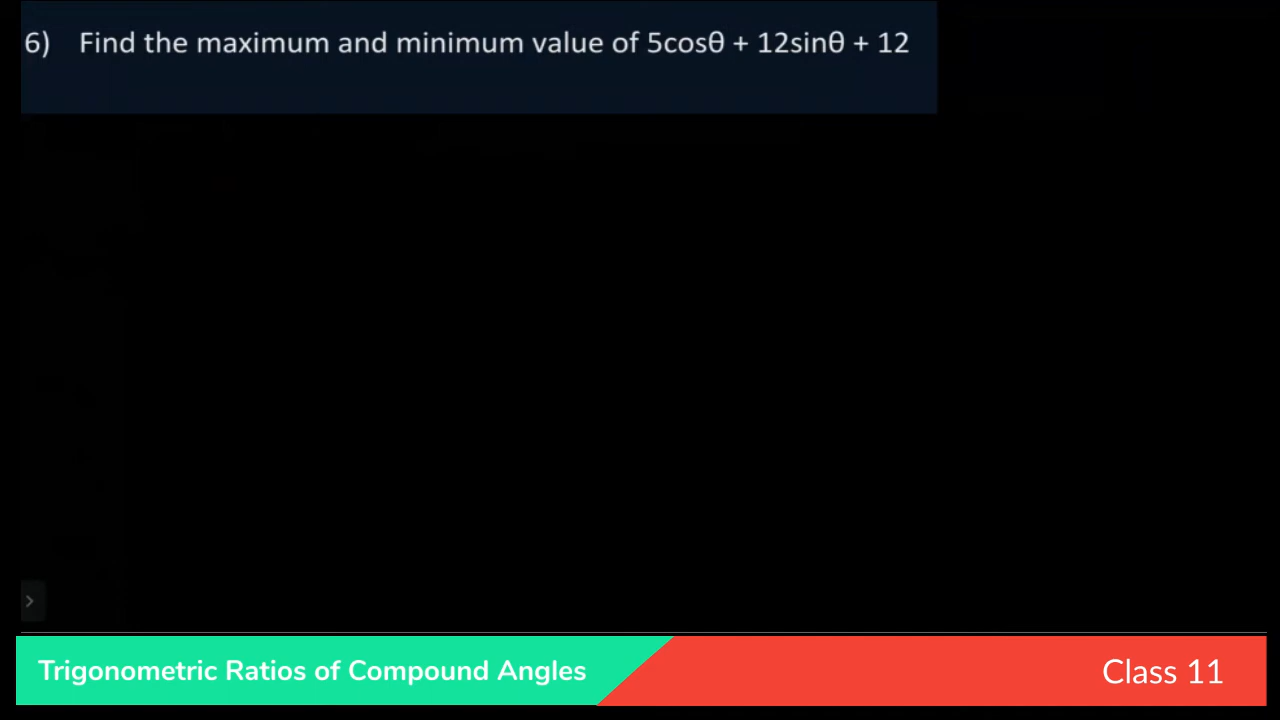 6) Find the maximum and minimum value of 5cosθ + 12sinθ + 12
Trigonometric Ratios of Compound Angles
Class 11